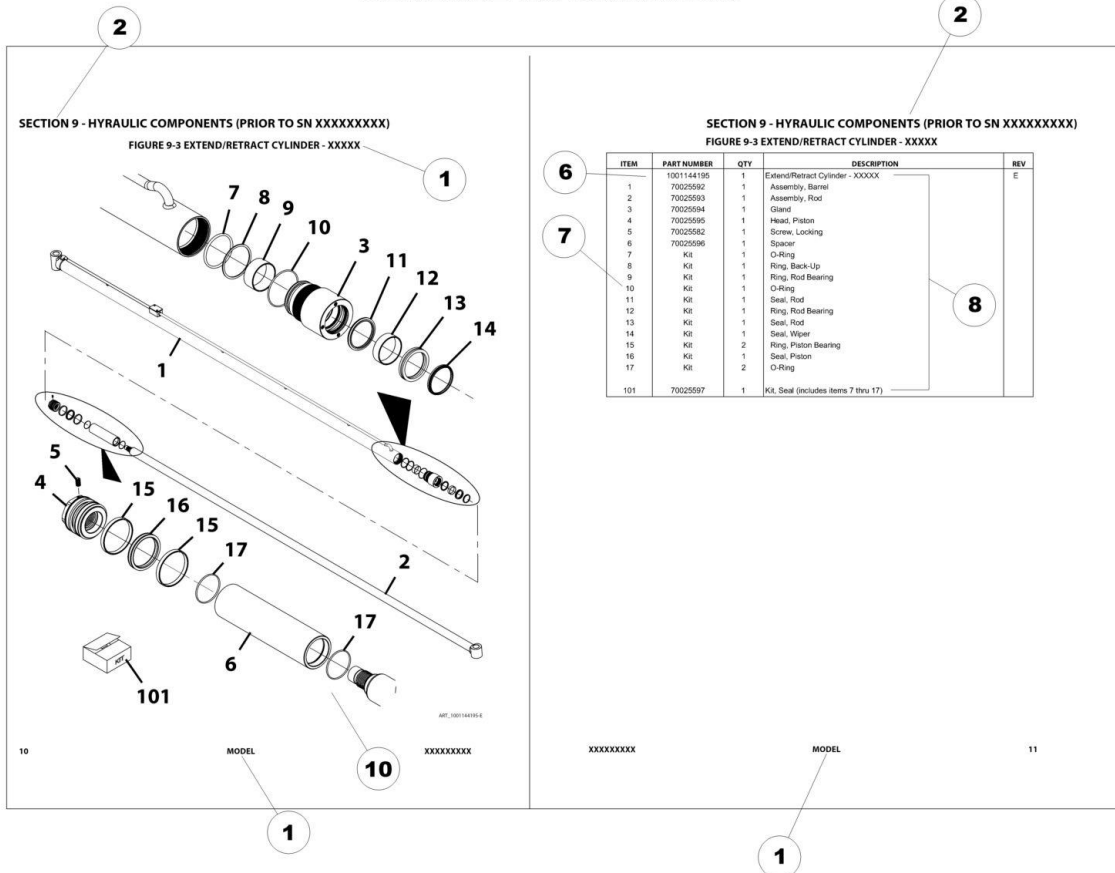 2
2
SECTION 9 - HYRAULIC COMPONENTS (PRIOR TO SN XXXXXXXXX)
FIGURE 9-3 EXTEND/RETRACT CYLINDER - XXXXX
1
7
8
9
10
3
11
12
13
14
1
5
4
15
16
15
17
2
6
17
KIT
101
ART_1001144195-E
10
MODEL
XXXXXXXXX
10
1
SECTION 9 - HYRAULIC COMPONENTS (PRIOR TO SN XXXXXXXXX)
FIGURE 9-3 EXTEND/RETRACT CYLINDER - XXXXX
6
7
8
ITEM PART NUMBER QTY DESCRIPTION REV
1001144195 1 Extend/Retract Cylinder - XXXXX E
1 70025592 1 Assembly, Barrel
2 70025593 1 Assembly, Rod
3 70025594 1 Gland
4 70025595 1 Head, Piston
5 70025582 1 Screw, Locking
6 70025596 1 Spacer
7 Kit 1 O-Ring
8 Kit 1 Ring, Back-Up
9 Kit 1 Ring, Rod Bearing
10 Kit 1 O-Ring
11 Kit 1 Seal, Rod
12 Kit 1 Ring, Rod Bearing
13 Kit 1 Seal, Rod
14 Kit 1 Seal, Wiper
15 Kit 2 Ring, Piston Bearing
16 Kit 1 Seal, Piston
17 Kit 2 O-Ring
101 70025597 1 Kit, Seal (includes items 7 thru 17)
XXXXXXXXX
MODEL
11
1